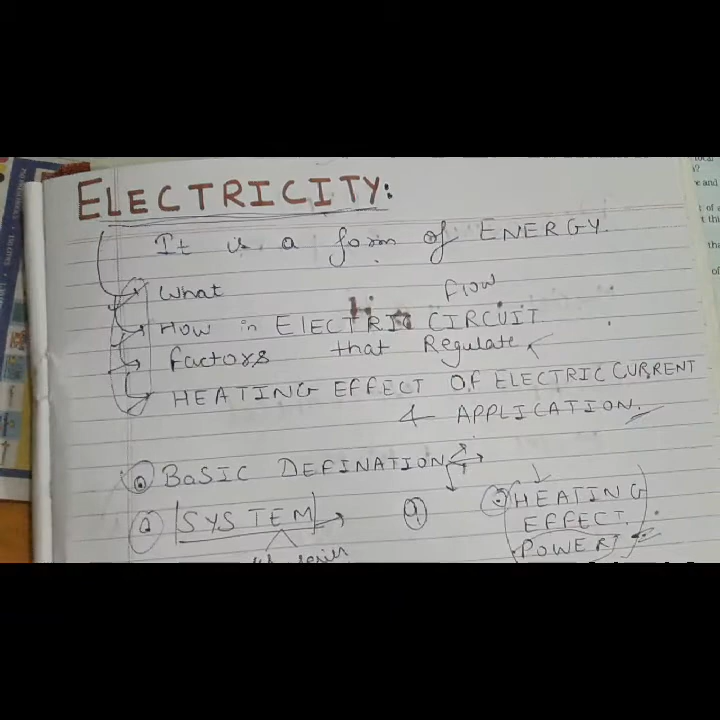 ELECTRICITY:
It is a form of ENERGY.
What
flow
How in ELECTRIC CIRCUIT
factors that Regulate
HEATING EFFECT OF ELECTRIC CURRENT
& APPLICATION.
BaSIC DEFINATION
SYSTEM
HEATING
EFFECT.
POWER
series